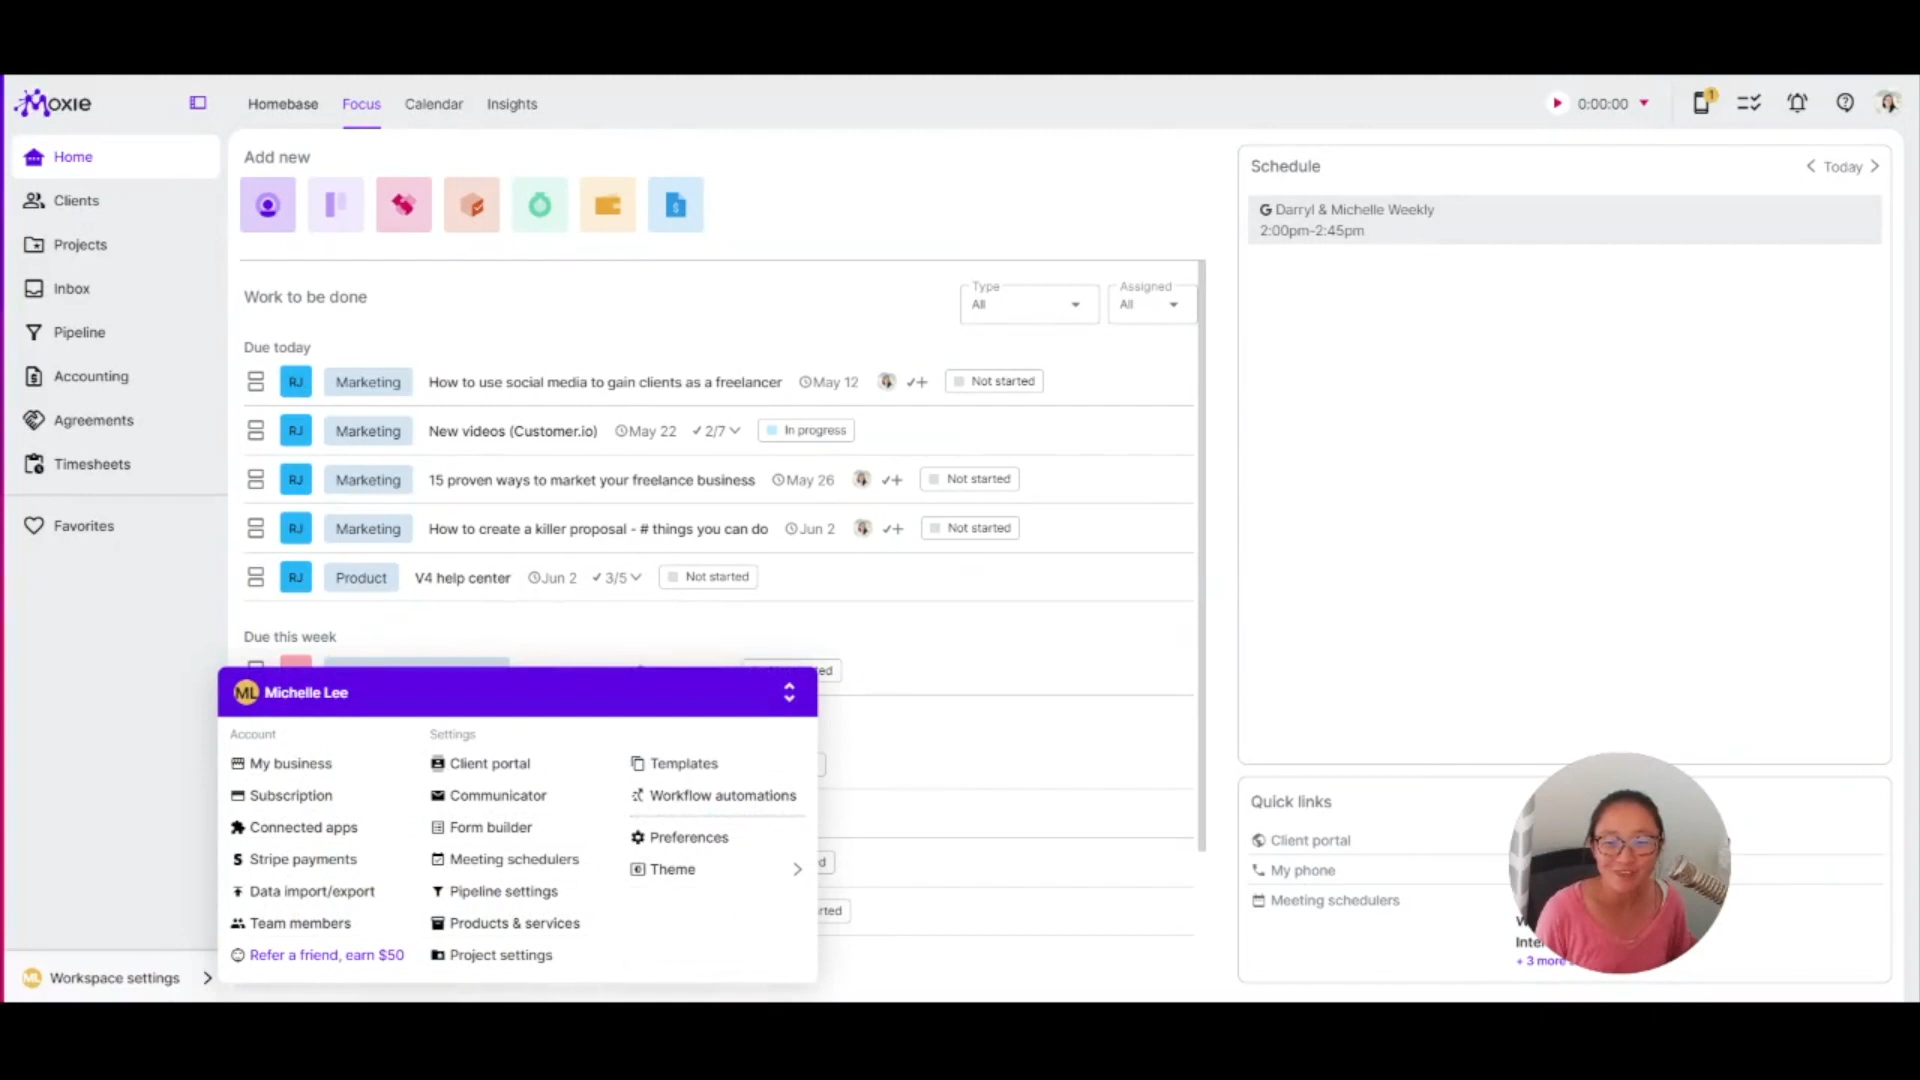 Moxie
Homebase Focus Calendar Insights
0:00:00
1
Home
Clients
Projects
Inbox
Pipeline
Accounting
Agreements
Timesheets
Favorites
ML Workspace settings
Add new
Work to be done
Type
All
Assigned
All
Due today
RJ Marketing How to use social media to gain clients as a freelancer May 12 Not started
RJ Marketing New videos (Customer.io) May 22 2/7 In progress
RJ Marketing 15 proven ways to market your freelance business May 26 Not started
RJ Marketing How to create a killer proposal - # things you can do Jun 2 Not started
RJ Product V4 help center Jun 2 3/5 Not started
Due this week
ML Michelle Lee
Account
My business
Subscription
Connected apps
Stripe payments
Data import/export
Team members
Refer a friend, earn $50
Settings
Client portal
Communicator
Form builder
Meeting schedulers
Pipeline settings
Products & services
Project settings
Templates
Workflow automations
Preferences
Theme
Schedule
Today
G Darryl & Michelle Weekly
2:00pm-2:45pm
Quick links
Client portal
My phone
Meeting schedulers
+ 3 more